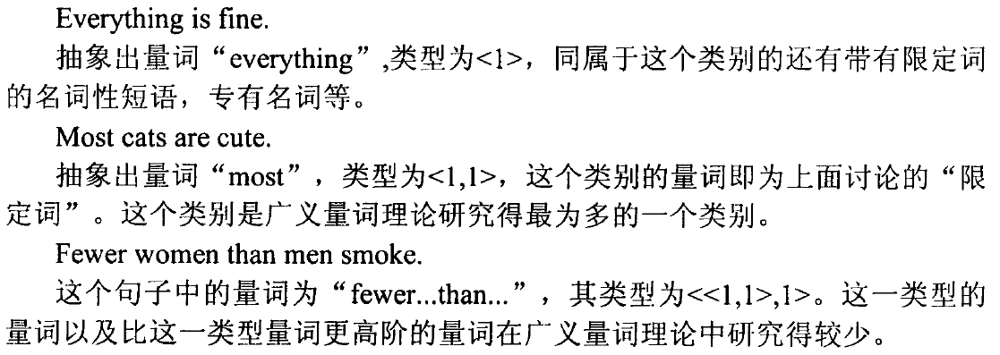 Everything is fine.
抽象出量词“everything”,类型为<1>，同属于这个类别的还有带有限定词
的名词性短语，专有名词等。
Most cats are cute.
抽象出量词“most”，类型为<1,1>，这个类别的量词即为上面讨论的“限
定词”。这个类别是广义量词理论研究得最为多的一个类别。
Fewer women than men smoke.
这个句子中的量词为“fewer...than...”，其类型为<<1,1>,1>。这一类型的
量词以及比这一类型量词更高阶的量词在广义量词理论中研究得较少。